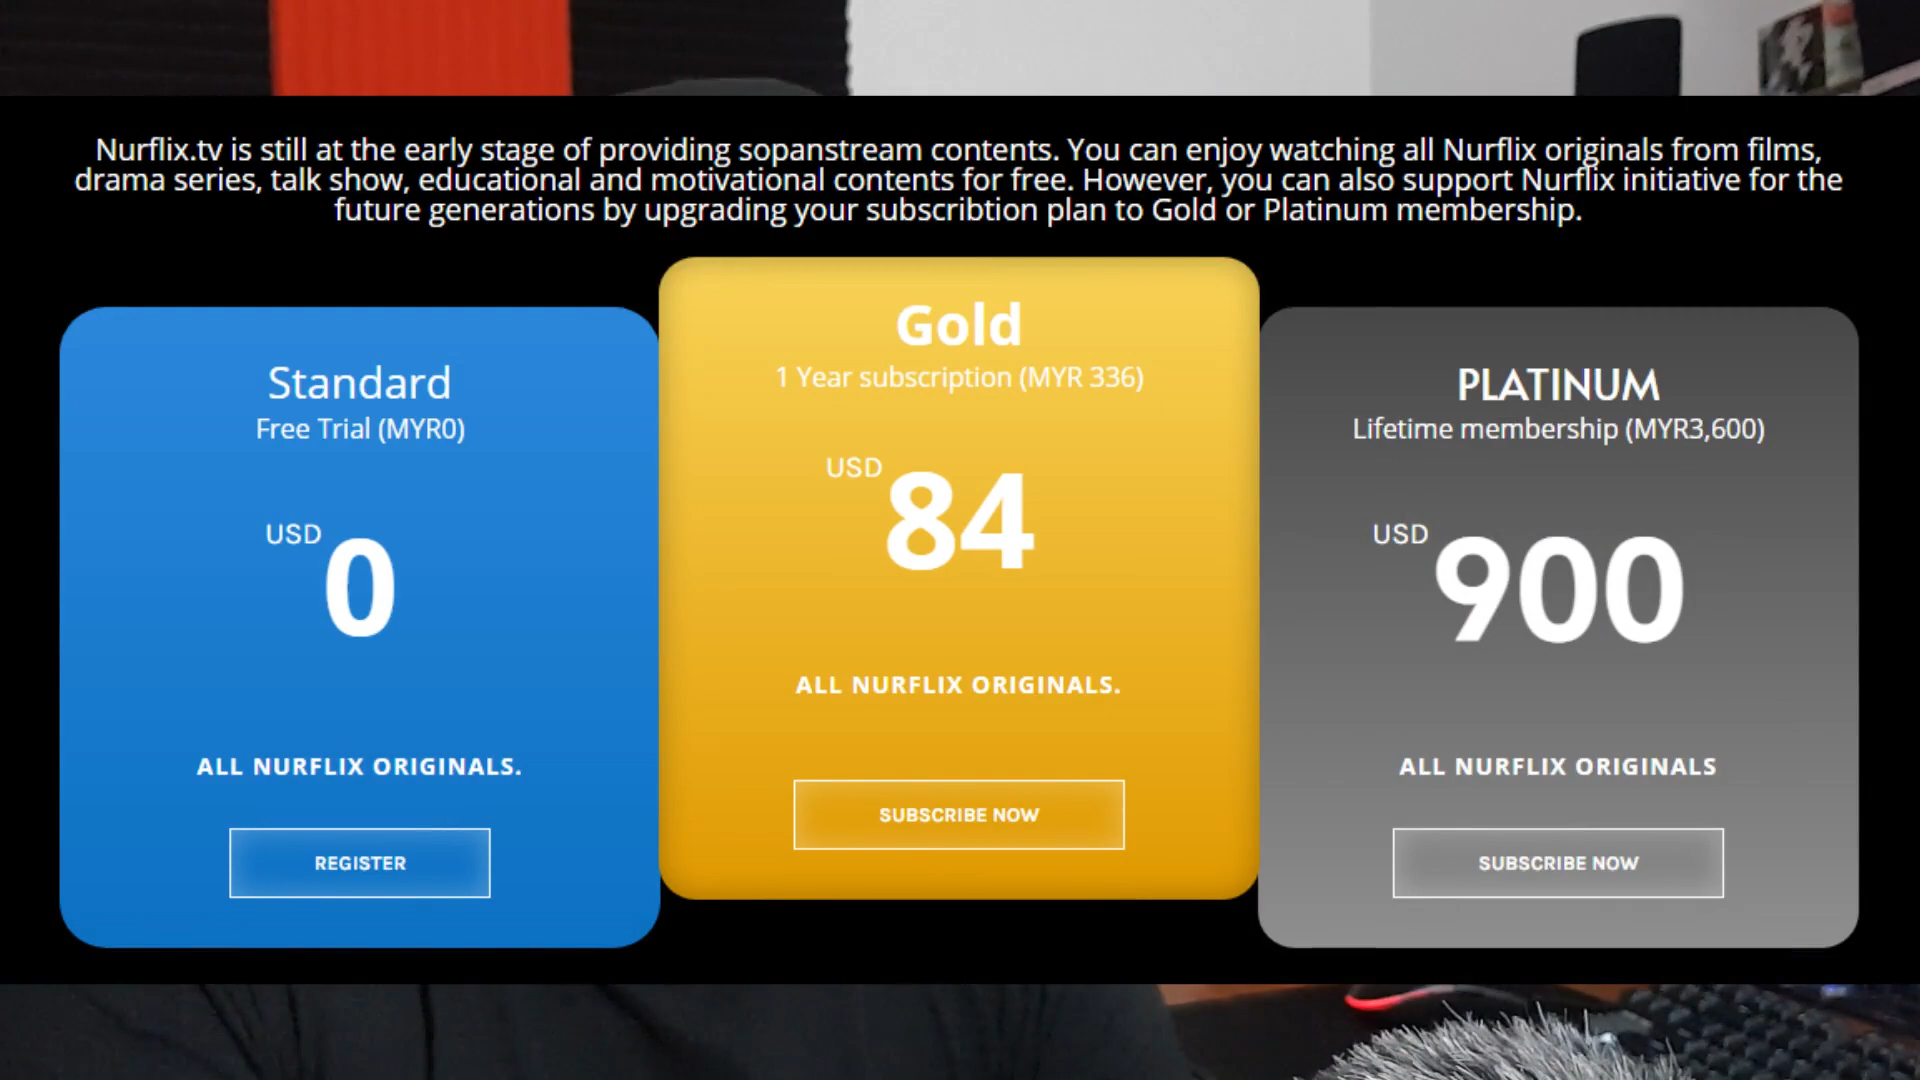 Nurflix.tv is still at the early stage of providing sopanstream contents. You can enjoy watching all Nurflix originals from films,
drama series, talk show, educational and motivational contents for free. However, you can also support Nurflix initiative for the
future generations by upgrading your subscribtion plan to Gold or Platinum membership.
Standard
Free Trial (MYR0)
USD 0
ALL NURFLIX ORIGINALS.
REGISTER
Gold
1 Year subscription (MYR 336)
USD 84
ALL NURFLIX ORIGINALS.
SUBSCRIBE NOW
PLATINUM
Lifetime membership (MYR3,600)
USD 900
ALL NURFLIX ORIGINALS
SUBSCRIBE NOW